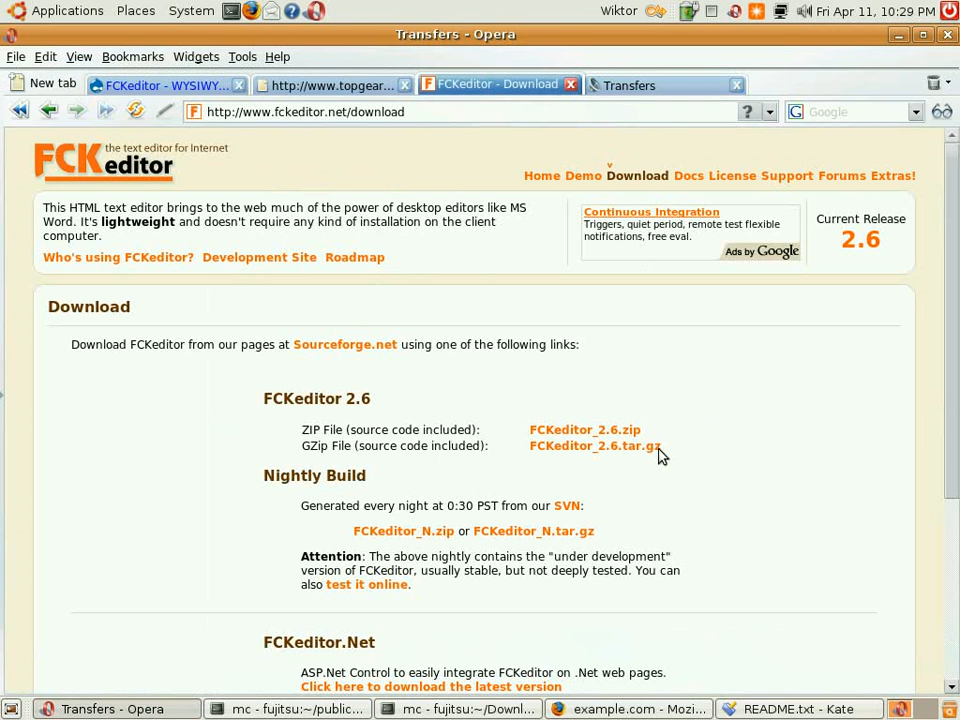 Applications Places System Wiktor Fri Apr 11, 10:29 PM
Transfers - Opera
File Edit View Bookmarks Widgets Tools Help
New tab FCKeditor - WYSIWY... http://www.topgear... FCKeditor - Download Transfers
http://www.fckeditor.net/download ? Google
FCKeditor the text editor for Internet
Home Demo Download Docs License Support Forums Extras!
This HTML text editor brings to the web much of the power of desktop editors like MS
Word. It's lightweight and doesn't require any kind of installation on the client
computer.
Who's using FCKeditor? Development Site Roadmap
Continuous Integration
Triggers, quiet period, remote test flexible
notifications, free eval.
Ads by Google
Current Release
2.6
Download
Download FCKeditor from our pages at Sourceforge.net using one of the following links:
FCKeditor 2.6
ZIP File (source code included): FCKeditor_2.6.zip
GZip File (source code included): FCKeditor_2.6.tar.gz
Nightly Build
Generated every night at 0:30 PST from our SVN:
FCKeditor_N.zip or FCKeditor_N.tar.gz
Attention: The above nightly contains the "under development"
version of FCKeditor, usually stable, but not deeply tested. You can
also test it online.
FCKeditor.Net
ASP.Net Control to easily integrate FCKeditor on .Net web pages.
Click here to download the latest version
Transfers - Opera mc - fujitsu:~/public... mc - fujitsu:~/Downl... example.com - Mozi... README.txt - Kate